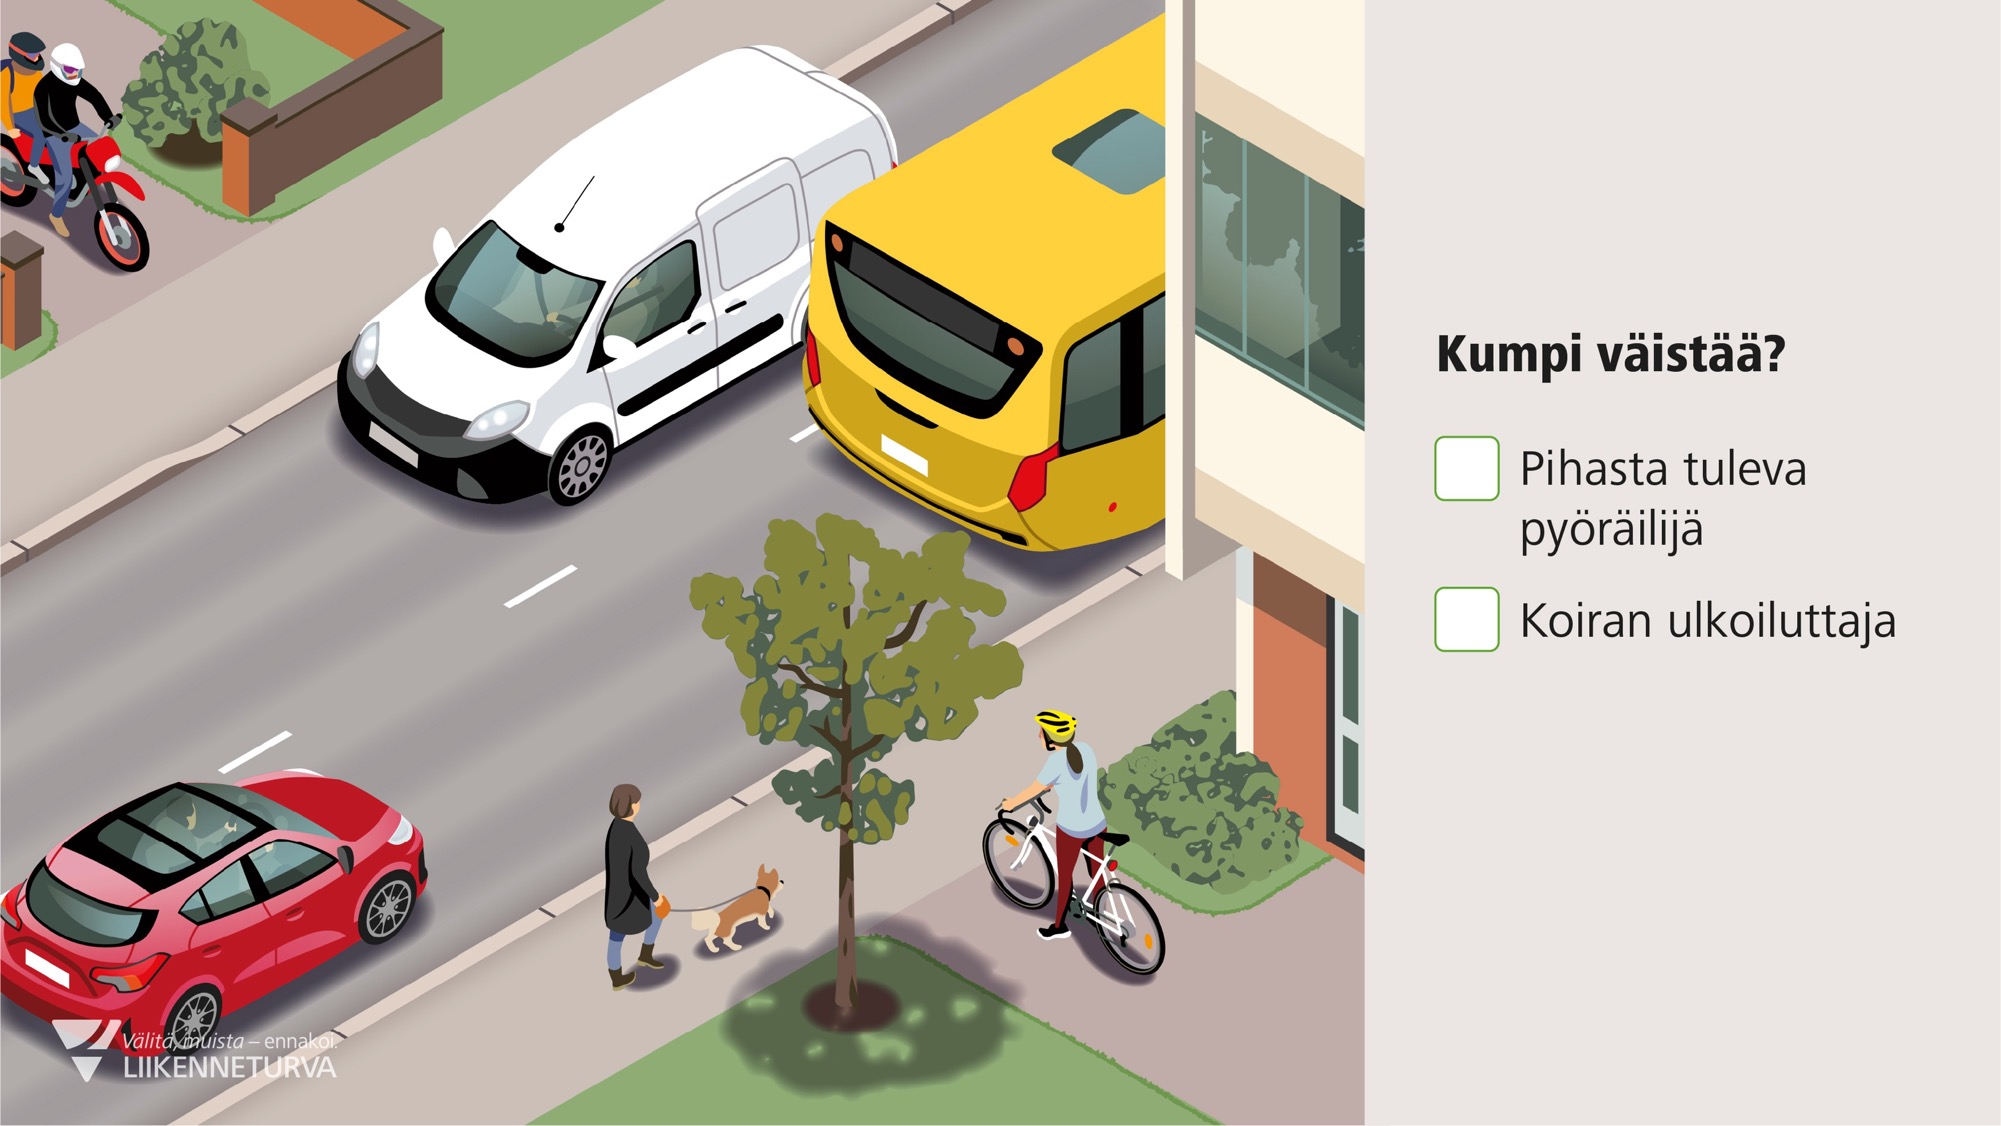 Kumpi väistää?
Pihasta tuleva
pyöräilijä
Koiran ulkoiluttaja
Välitä, muista – ennakoi.
LIIKENNETURVA